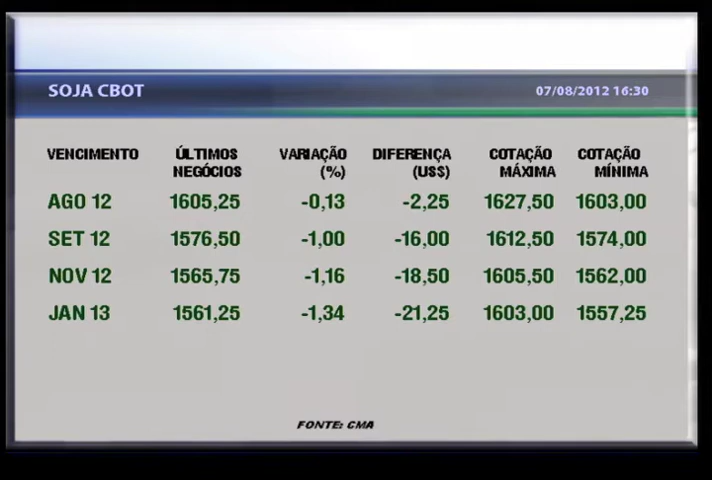 SOJA CBOT 07/08/2012 16:30
VENCIMENTO ÚLTIMOS NEGÓCIOS VARIAÇÃO (%) DIFERENÇA (US$) COTAÇÃO MÁXIMA COTAÇÃO MÍNIMA
AGO 12 1605,25 -0,13 -2,25 1627,50 1603,00
SET 12 1576,50 -1,00 -16,00 1612,50 1574,00
NOV 12 1565,75 -1,16 -18,50 1605,50 1562,00
JAN 13 1561,25 -1,34 -21,25 1603,00 1557,25
FONTE: CMA